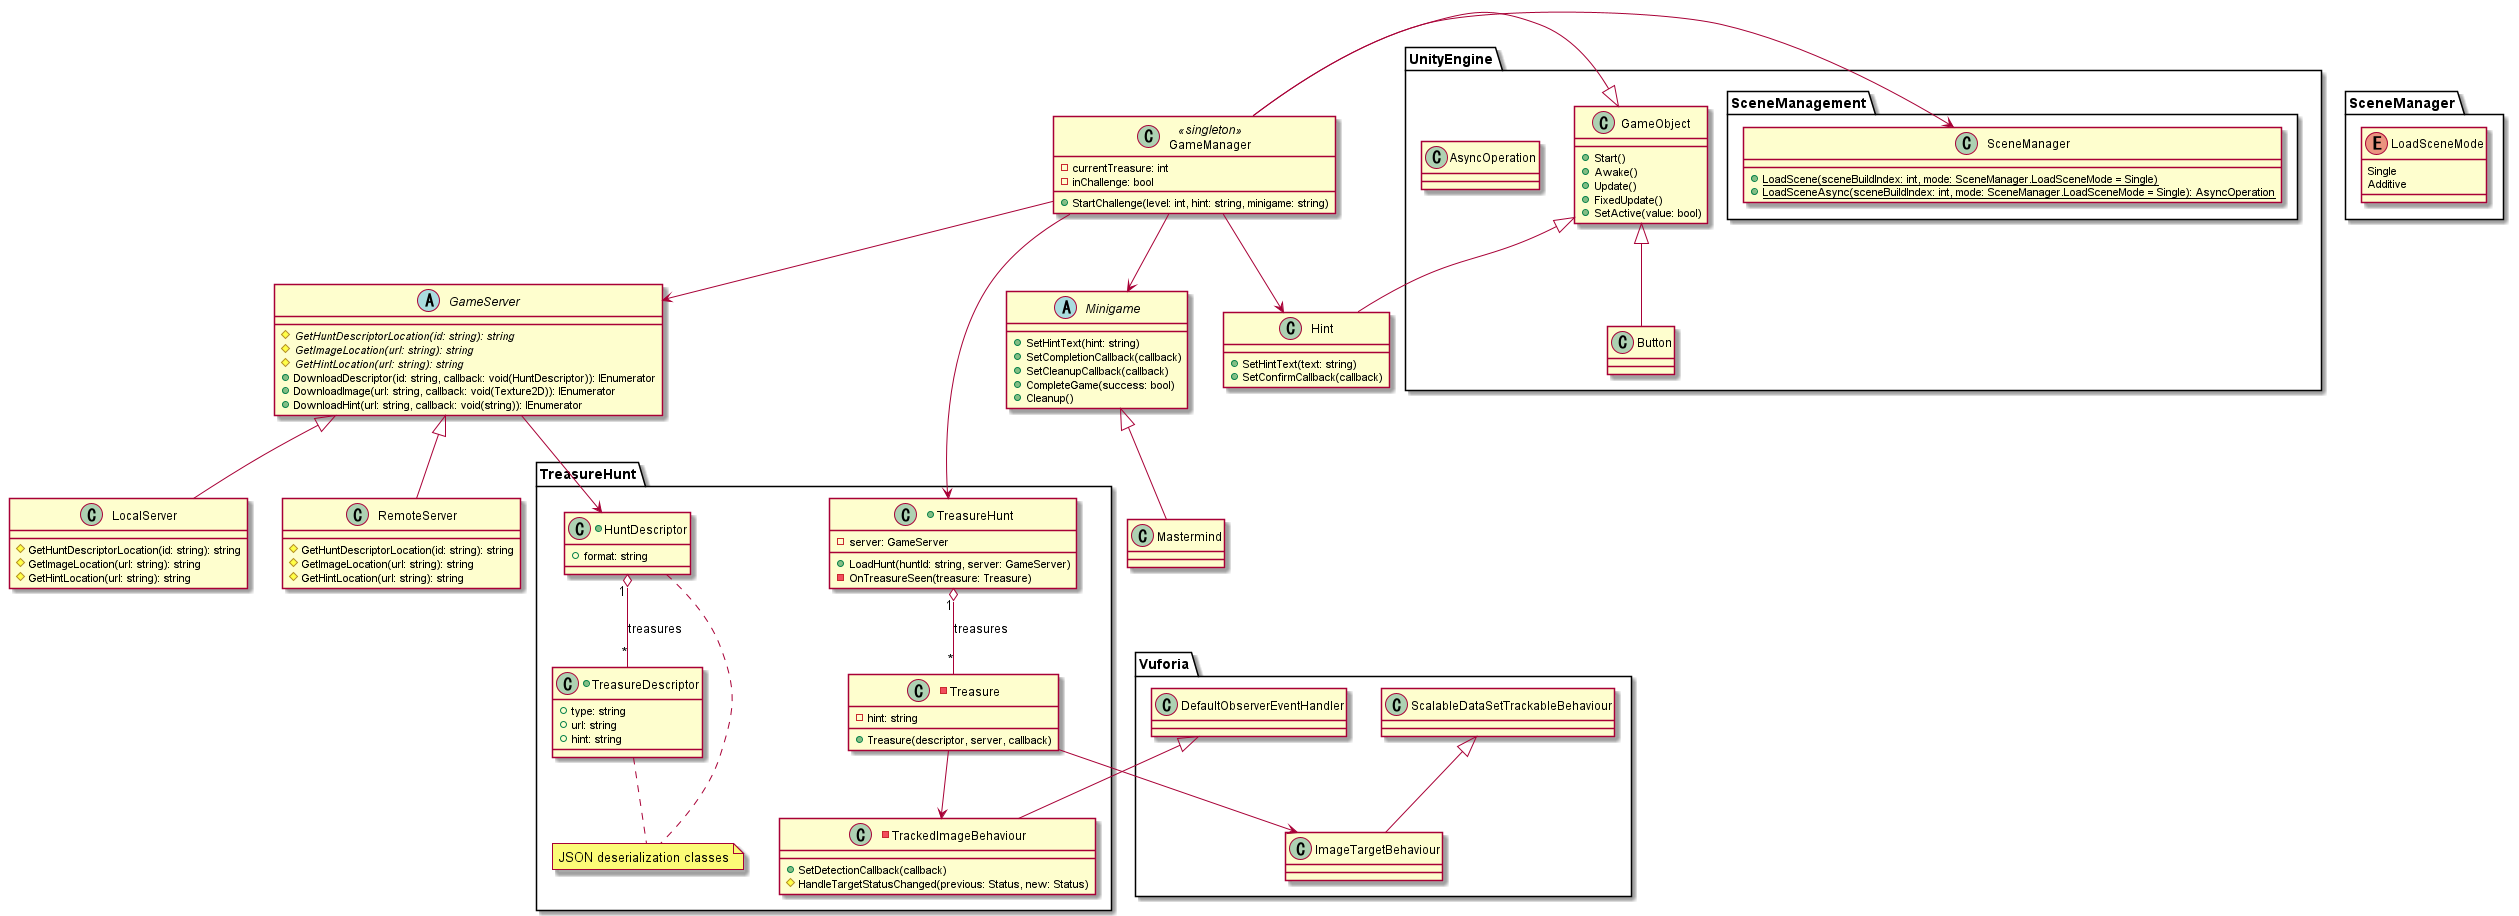 UnityEngine
SceneManagement
SceneManager
C GameObject
Start()
Awake()
Update()
FixedUpdate()
SetActive(value: bool)
C SceneManager
LoadScene(sceneBuildIndex: int, mode: SceneManager.LoadSceneMode = Single)
LoadSceneAsync(sceneBuildIndex: int, mode: SceneManager.LoadSceneMode = Single): AsyncOperation
E LoadSceneMode
Single
Additive
C AsyncOperation
«singleton»
C GameManager
currentTreasure: int
inChallenge: bool
StartChallenge(level: int, hint: string, minigame: string)
A GameServer
GetHuntDescriptorLocation(id: string): string
GetImageLocation(url: string): string
GetHintLocation(url: string): string
DownloadDescriptor(id: string, callback: void(HuntDescriptor)): IEnumerator
DownloadImage(url: string, callback: void(Texture2D)): IEnumerator
DownloadHint(url: string, callback: void(string)): IEnumerator
A Minigame
SetHintText(hint: string)
SetCompletionCallback(callback)
SetCleanupCallback(callback)
CompleteGame(success: bool)
Cleanup()
C Hint
SetHintText(text: string)
SetConfirmCallback(callback)
C Button
C LocalServer
GetHuntDescriptorLocation(id: string): string
GetImageLocation(url: string): string
GetHintLocation(url: string): string
C RemoteServer
GetHuntDescriptorLocation(id: string): string
GetImageLocation(url: string): string
GetHintLocation(url: string): string
TreasureHunt
C HuntDescriptor
format: string
C TreasureHunt
server: GameServer
LoadHunt(huntId: string, server: GameServer)
OnTreasureSeen(treasure: Treasure)
C Mastermind
1
treasures
*
1
treasures
*
C TreasureDescriptor
type: string
url: string
hint: string
C Treasure
hint: string
Treasure(descriptor, server, callback)
Vuforia
C DefaultObserverEventHandler
C ScalableDataSetTrackableBehaviour
JSON deserialization classes
C TrackedImageBehaviour
SetDetectionCallback(callback)
HandleTargetStatusChanged(previous: Status, new: Status)
C ImageTargetBehaviour